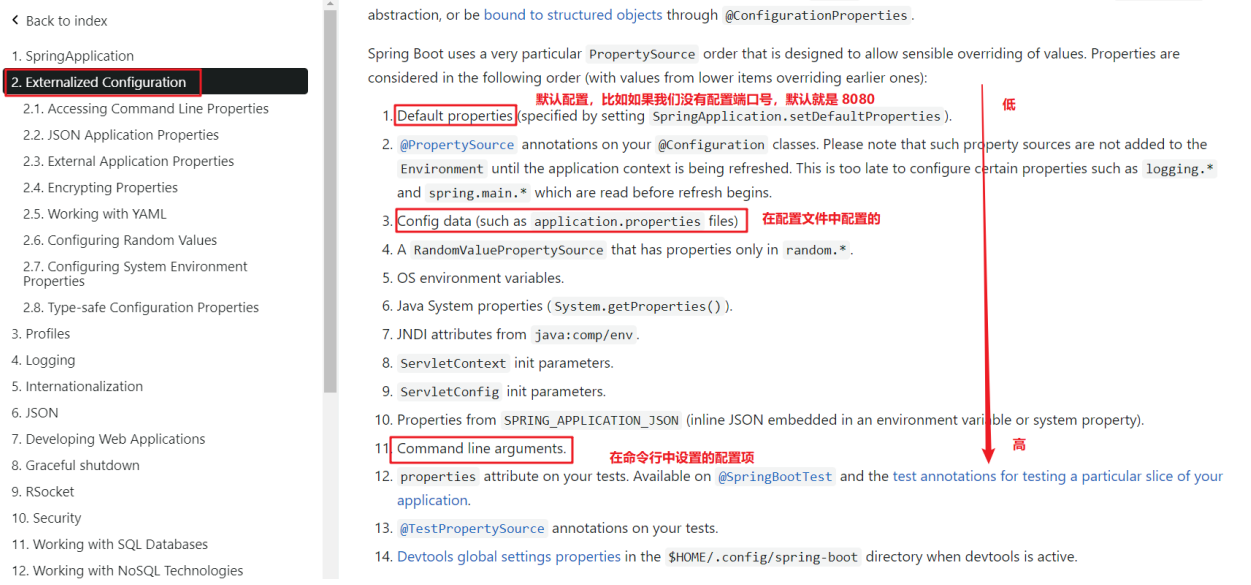 Back to index
1. SpringApplication
2. Externalized Configuration
2.1. Accessing Command Line Properties
2.2. JSON Application Properties
2.3. External Application Properties
2.4. Encrypting Properties
2.5. Working with YAML
2.6. Configuring Random Values
2.7. Configuring System Environment
Properties
2.8. Type-safe Configuration Properties
3. Profiles
4. Logging
5. Internationalization
6. JSON
7. Developing Web Applications
8. Graceful shutdown
9. RSocket
10. Security
11. Working with SQL Databases
12. Working with NoSQL Technologies
abstraction, or be bound to structured objects through @ConfigurationProperties .
Spring Boot uses a very particular PropertySource order that is designed to allow sensible overriding of values. Properties are
considered in the following order (with values from lower items overriding earlier ones):
默认配置，比如如果我们没有配置端口号，默认就是 8080
低
1. Default properties (specified by setting SpringApplication.setDefaultProperties ).
2. @PropertySource annotations on your @Configuration classes. Please note that such property sources are not added to the
Environment until the application context is being refreshed. This is too late to configure certain properties such as logging.*
and spring.main.* which are read before refresh begins.
3. Config data (such as application.properties files) 在配置文件中配置的
4. A RandomValuePropertySource that has properties only in random.* .
5. OS environment variables.
6. Java System properties ( System.getProperties() ).
7. JNDI attributes from java:comp/env .
8. ServletContext init parameters.
9. ServletConfig init parameters.
10. Properties from SPRING_APPLICATION_JSON (inline JSON embedded in an environment variable or system property).
11. Command line arguments. 在命令行中设置的配置项
高
12. properties attribute on your tests. Available on @SpringBootTest and the test annotations for testing a particular slice of your
application.
13. @TestPropertySource annotations on your tests.
14. Devtools global settings properties in the $HOME/.config/spring-boot directory when devtools is active.